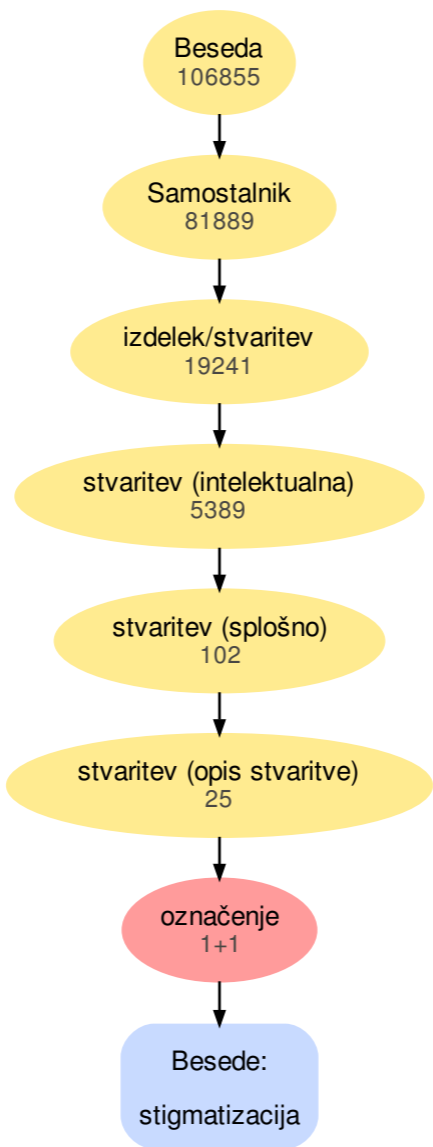 Beseda
106855
Samostalnik
81889
izdelek/stvaritev
19241
stvaritev (intelektualna)
5389
stvaritev (splošno)
102
stvaritev (opis stvaritve)
25
označenje
1+1
Besede:
stigmatizacija